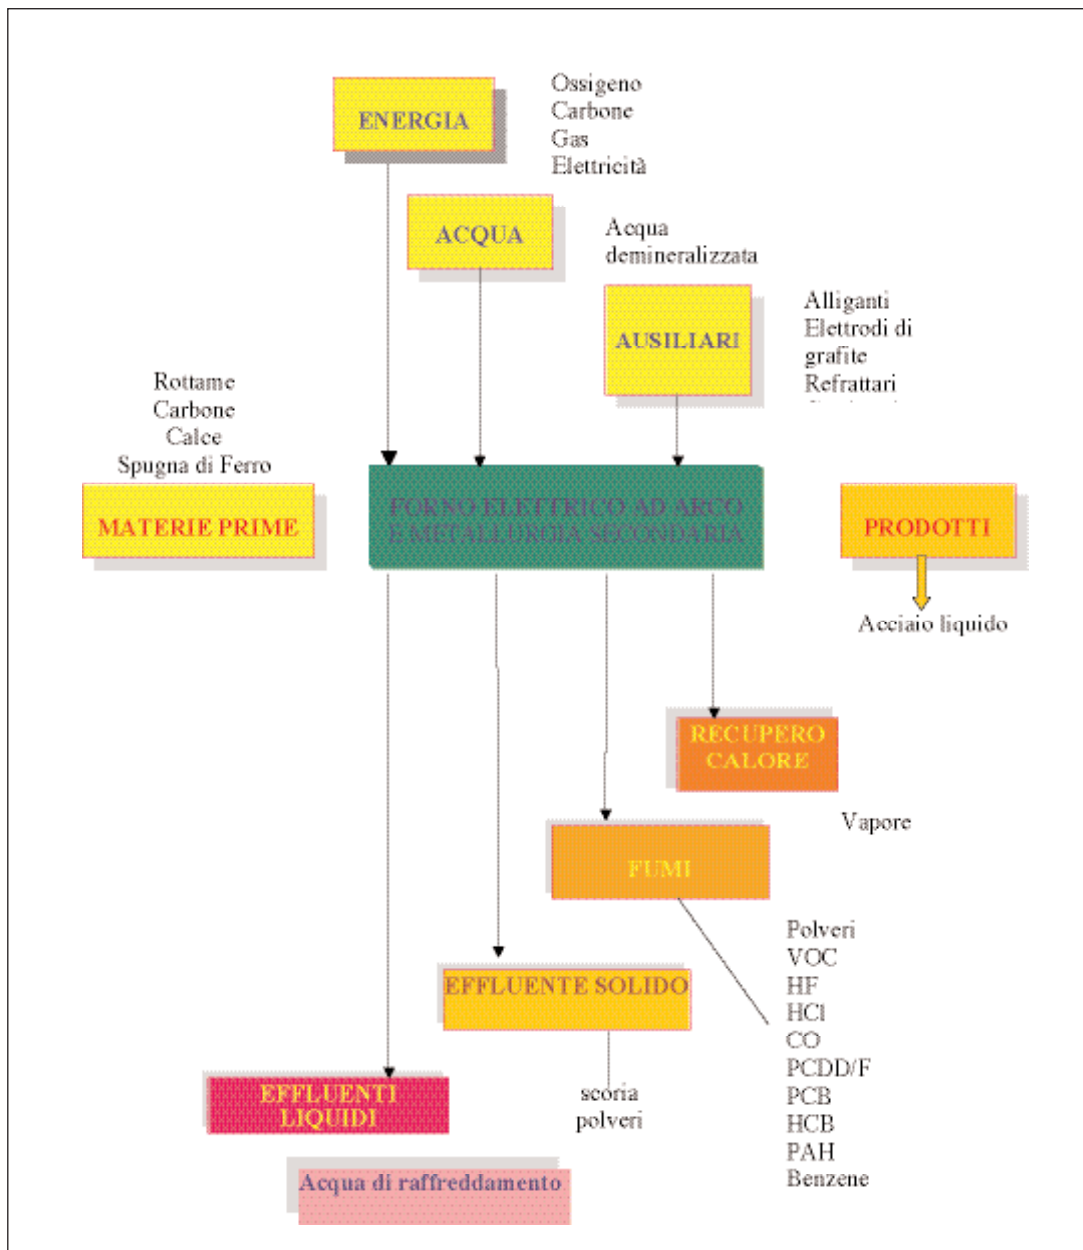 ENERGIA
Ossigeno
Carbone
Gas
Elettricità
ACQUA
Acqua
demineralizzata
AUSILIARI
Alliganti
Elettrodi di
grafite
Refrattari
Rottame
Carbone
Calce
Spugna di Ferro
MATERIE PRIME
FORNO ELETTRICO AD ARCO
E METALLURGIA SECONDARIA
PRODOTTI
Acciaio liquido
RECUPERO
CALORE
Vapore
FUMI
Polveri
VOC
HF
HCl
CO
PCDD/F
PCB
HCB
PAH
Benzene
EFFLUENTE SOLIDO
scoria
polveri
EFFLUENTI
LIQUIDI
Acqua di raffreddamento